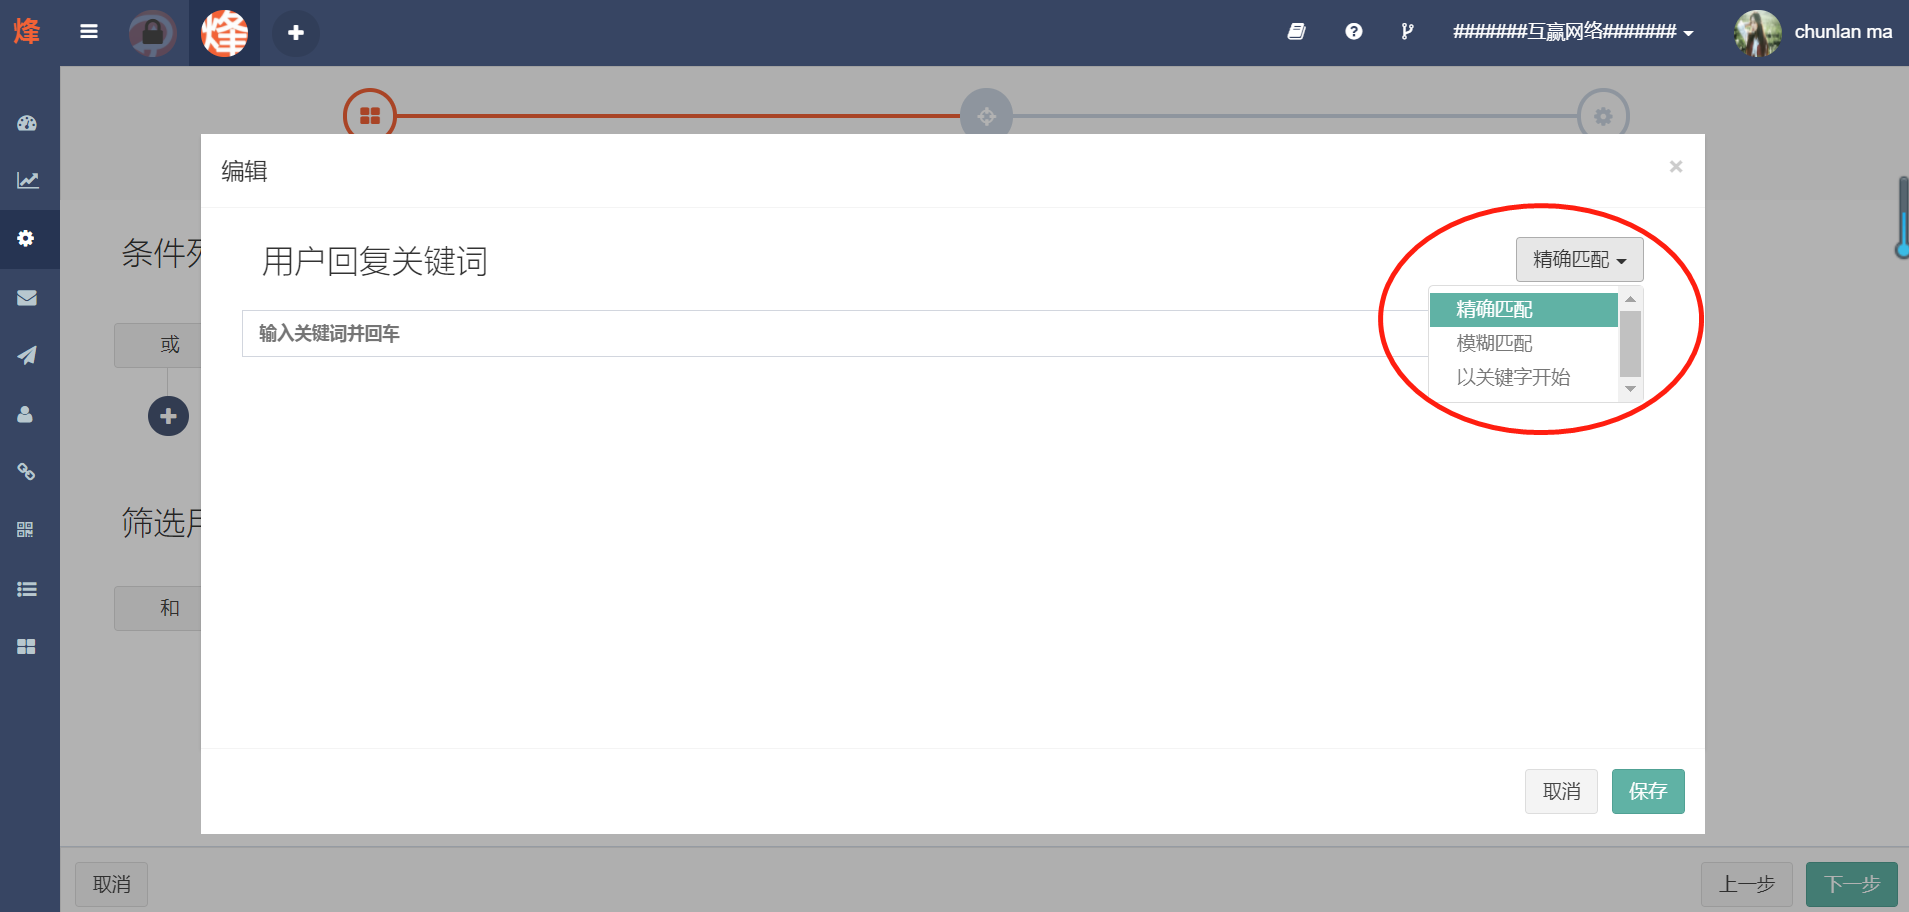 烽
烽
#######互赢网络#######
chunlan ma
编辑
×
条件列
用户回复关键词
精确匹配
精确匹配
模糊匹配
以关键字开始
输入关键词并回车
或
筛选用
和
取消
保存
取消
上一步
下一步